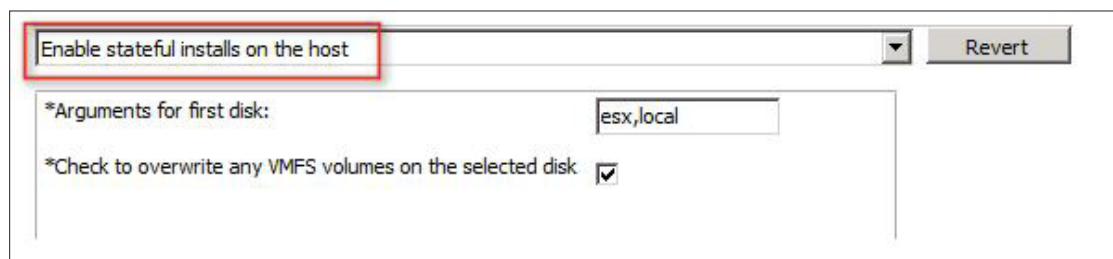 Enable stateful installs on the host
Revert
*Arguments for first disk:
esx,local
*Check to overwrite any VMFS volumes on the selected disk